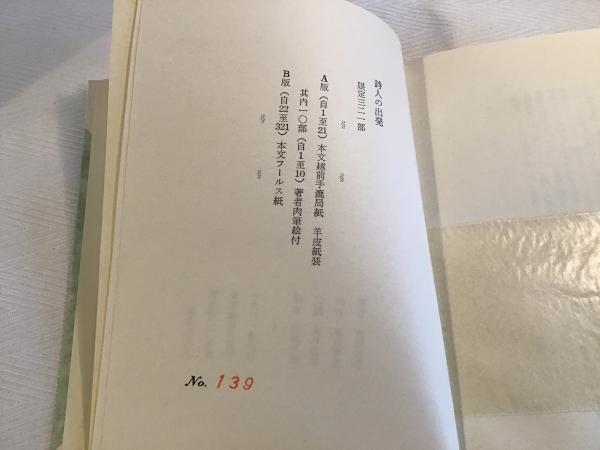 詩人の出発
限定三二一部
A版（自1至21）本文越前手漉局紙　羊皮紙装
其内一〇部（自1至10）著者肉筆絵付
B版（自22至321）本文フールス紙
No. 139